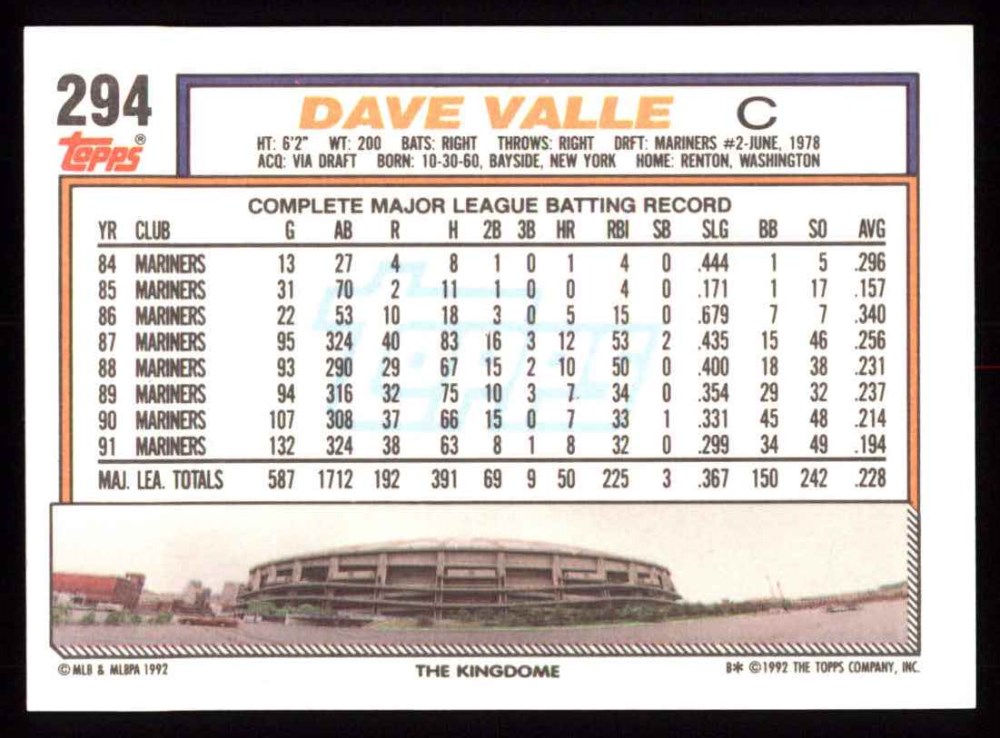 294
Topps®
DAVE VALLE C
HT: 6'2" WT: 200 BATS: RIGHT THROWS: RIGHT DRFT: MARINERS #2-JUNE, 1978
ACQ: VIA DRAFT BORN: 10-30-60, BAYSIDE, NEW YORK HOME: RENTON, WASHINGTON
COMPLETE MAJOR LEAGUE BATTING RECORD
YR CLUB G AB R H 2B 3B HR RBI SB SLG BB SO AVG
84 MARINERS 13 27 4 8 1 0 1 4 0 .444 1 5 .296
85 MARINERS 31 70 2 11 1 0 0 4 0 .171 1 17 .157
86 MARINERS 22 53 10 18 3 0 5 15 0 .679 7 7 .340
87 MARINERS 95 324 40 83 16 3 12 53 2 .435 15 46 .256
88 MARINERS 93 290 29 67 15 2 10 50 0 .400 18 38 .231
89 MARINERS 94 316 32 75 10 3 7 34 0 .354 29 32 .237
90 MARINERS 107 308 37 66 15 0 7 33 1 .331 45 48 .214
91 MARINERS 132 324 38 63 8 1 8 32 0 .299 34 49 .194
MAJ. LEA. TOTALS 587 1712 192 391 69 9 50 225 3 .367 150 242 .228
Topps
© MLB & MLBPA 1992 THE KINGDOME B* © 1992 THE TOPPS COMPANY, INC.